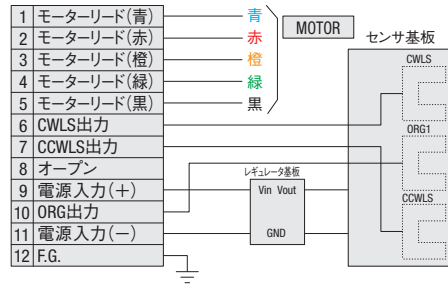 1 モーターリード(青) 青
2 モーターリード(赤) 赤
3 モーターリード(橙) 橙
4 モーターリード(緑) 緑
5 モーターリード(黒) 黒
MOTOR
6 CWLS出力
7 CCWLS出力
8 オープン
9 電源入力(+)
10 ORG出力
11 電源入力(−)
12 F.G.
レギュレータ基板
Vin Vout
GND
センサ基板
CWLS
ORG1
CCWLS